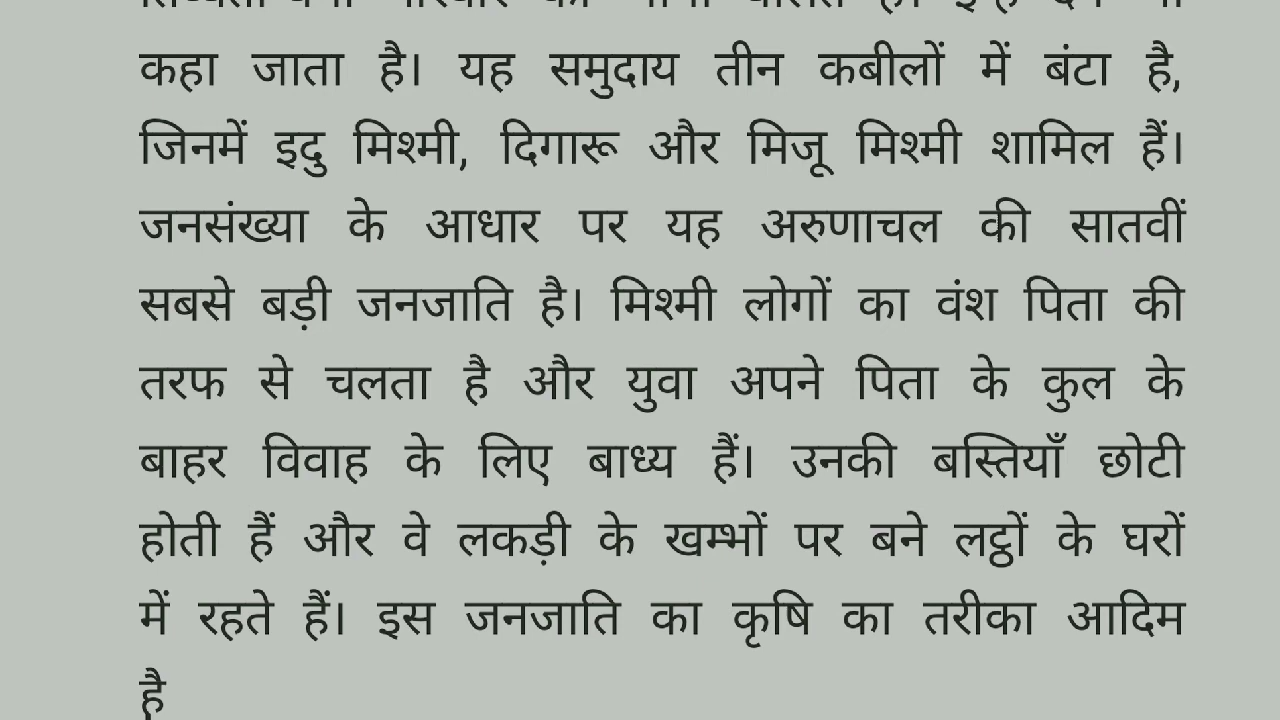 कहा जाता है। यह समुदाय तीन कबीलों में बंटा है,
जिनमें इदु मिश्मी, दिगारू और मिजू मिश्मी शामिल हैं।
जनसंख्या के आधार पर यह अरुणाचल की सातवीं
सबसे बड़ी जनजाति है। मिश्मी लोगों का वंश पिता की
तरफ से चलता है और युवा अपने पिता के कुल के
बाहर विवाह के लिए बाध्य हैं। उनकी बस्तियाँ छोटी
होती हैं और वे लकड़ी के खम्भों पर बने लट्ठों के घरों
में रहते हैं। इस जनजाति का कृषि का तरीका आदिम
है